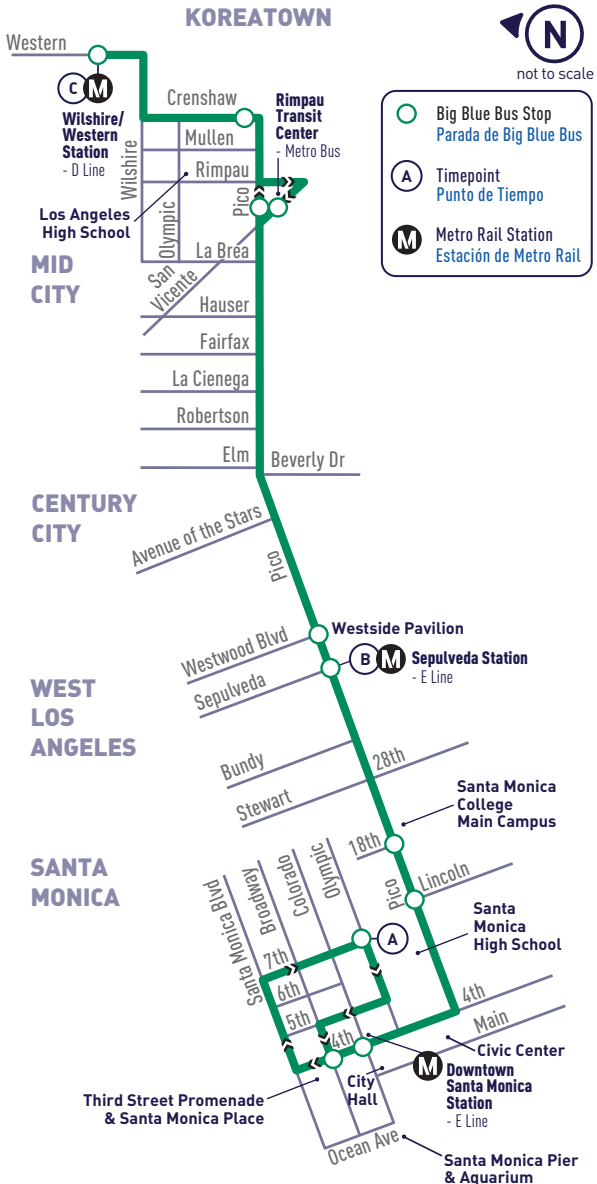 KOREATOWN
N
not to scale
Western
C
M
Wilshire/
Western
Station
- D Line
Crenshaw
Rimpau
Transit
Center
- Metro Bus
Big Blue Bus Stop
Parada de Big Blue Bus
A
Timepoint
Punto de Tiempo
M
Metro Rail Station
Estación de Metro Rail
Mullen
Wilshire
Rimpau
Pico
Los Angeles
High School
Olympic
La Brea
MID
CITY
San
Vicente
Hauser
Fairfax
La Cienega
Robertson
Elm
Beverly Dr
CENTURY
CITY
Avenue of the Stars
Pico
Westwood Blvd
Westside Pavilion
B
M
Sepulveda Station
- E Line
Sepulveda
WEST
LOS
ANGELES
Bundy
28th
Stewart
Santa Monica
College
Main Campus
18th
SANTA
MONICA
Santa Monica Blvd
Broadway
Colorado
Olympic
Pico
Lincoln
Santa
Monica
High School
A
7th
6th
5th
4th
4th
Main
Civic Center
M
Downtown
Santa Monica
Station
- E Line
City
Hall
Third Street Promenade
& Santa Monica Place
Ocean Ave
Santa Monica Pier
& Aquarium